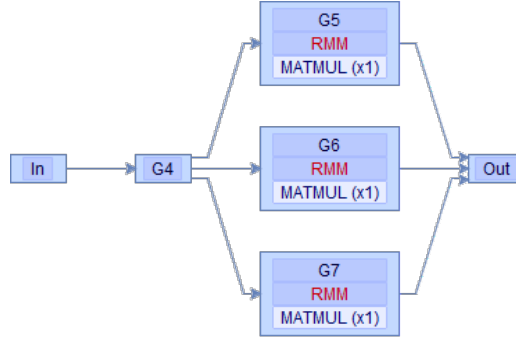 G5
RMM
MATMUL (x1)
In
G4
G6
RMM
MATMUL (x1)
Out
G7
RMM
MATMUL (x1)